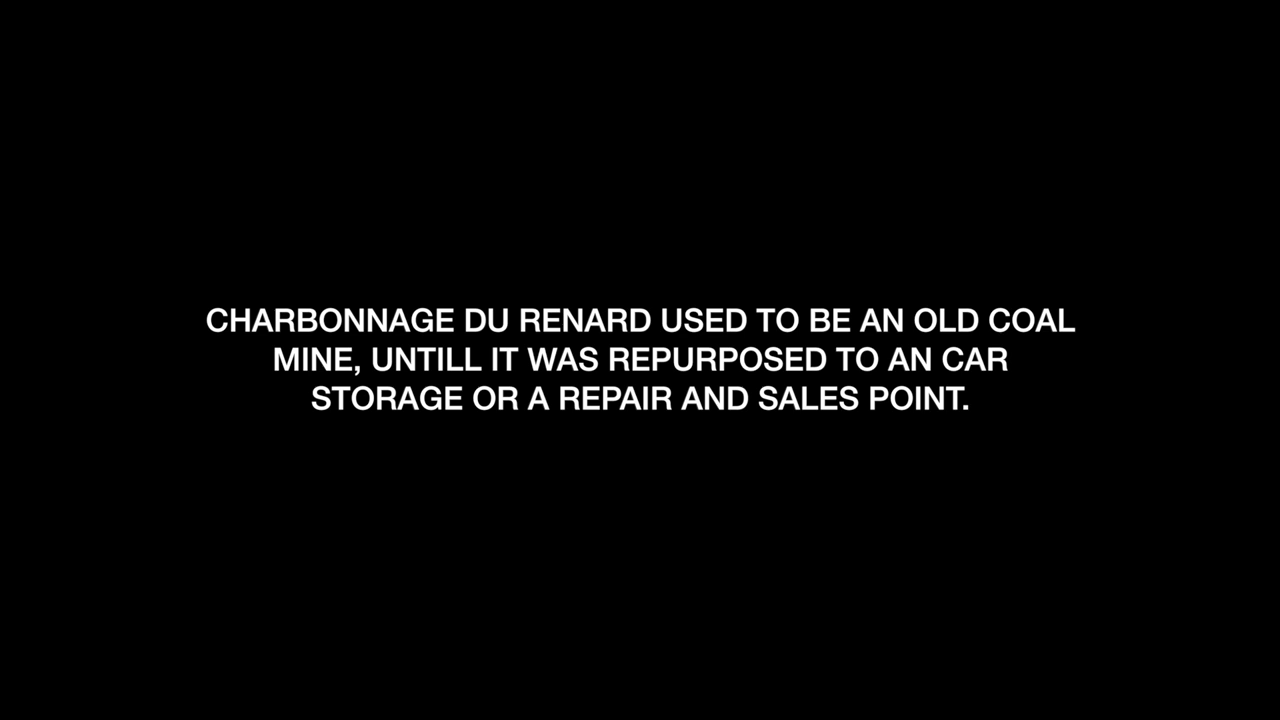 CHARBONNAGE DU RENARD USED TO BE AN OLD COAL
MINE, UNTILL IT WAS REPURPOSED TO AN CAR
STORAGE OR A REPAIR AND SALES POINT.